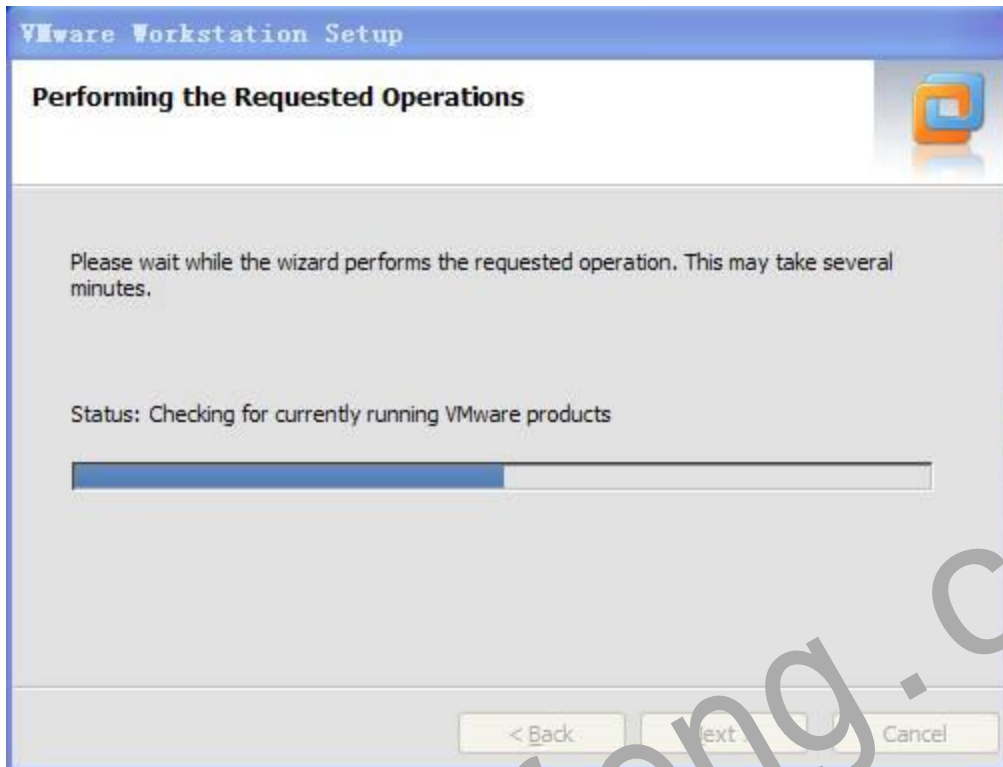 VMware Workstation Setup
Performing the Requested Operations
Please wait while the wizard performs the requested operation. This may take several
minutes.
Status: Checking for currently running VMware products
< Back
Cancel